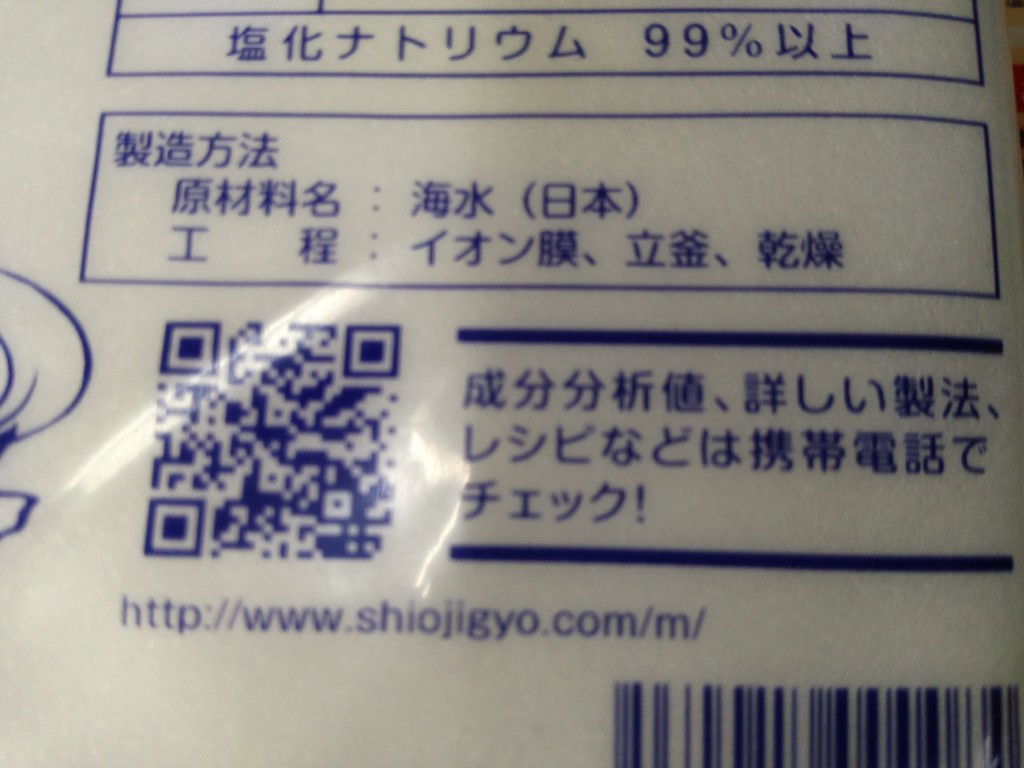 塩化ナトリウム 99%以上
製造方法
原材料名 : 海水 (日本)
工 程 : イオン膜、立釜、乾燥
成分分析値、詳しい製法、
レシピなどは携帯電話で
チェック!
http://www.shiojigyo.com/m/